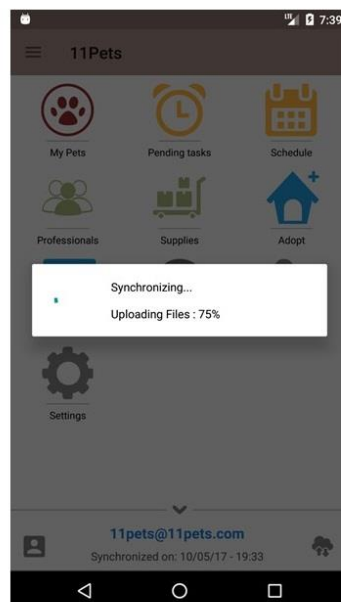 LTE 7:39
11Pets
My Pets Pending tasks Schedule
Professionals Supplies Adopt
Synchronizing...
Uploading Files : 75%
Settings
11pets@11pets.com
Synchronized on: 10/05/17 - 19:33